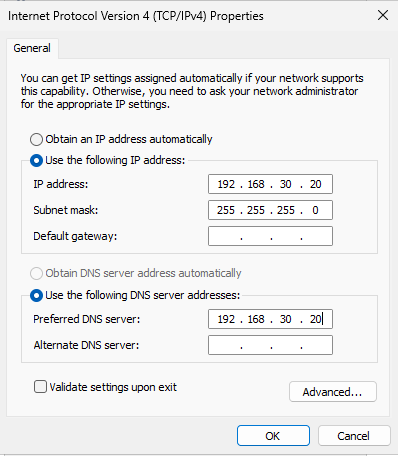 Internet Protocol Version 4 (TCP/IPv4) Properties
General
You can get IP settings assigned automatically if your network supports
this capability. Otherwise, you need to ask your network administrator
for the appropriate IP settings.
Obtain an IP address automatically
Use the following IP address:
IP address: 192 . 168 . 30 . 20
Subnet mask: 255 . 255 . 255 . 0
Default gateway: . . .
Obtain DNS server address automatically
Use the following DNS server addresses:
Preferred DNS server: 192 . 168 . 30 . 20
Alternate DNS server: . . .
Validate settings upon exit
Advanced...
OK Cancel